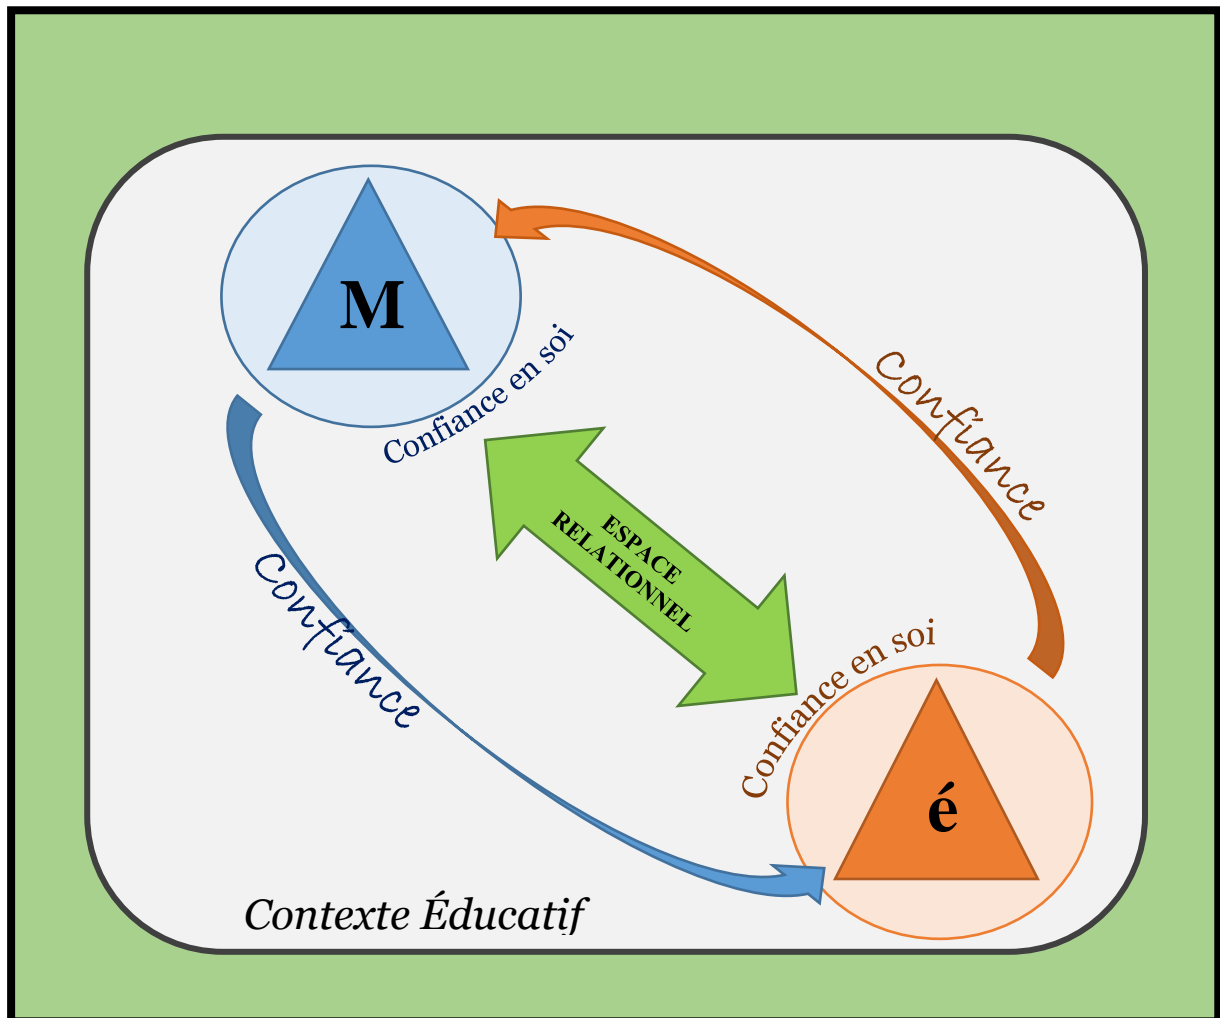 M
Confiance en soi
Confiance
ESPACE
RELATIONNEL
Confiance
Confiance en soi
é
Contexte Éducatif